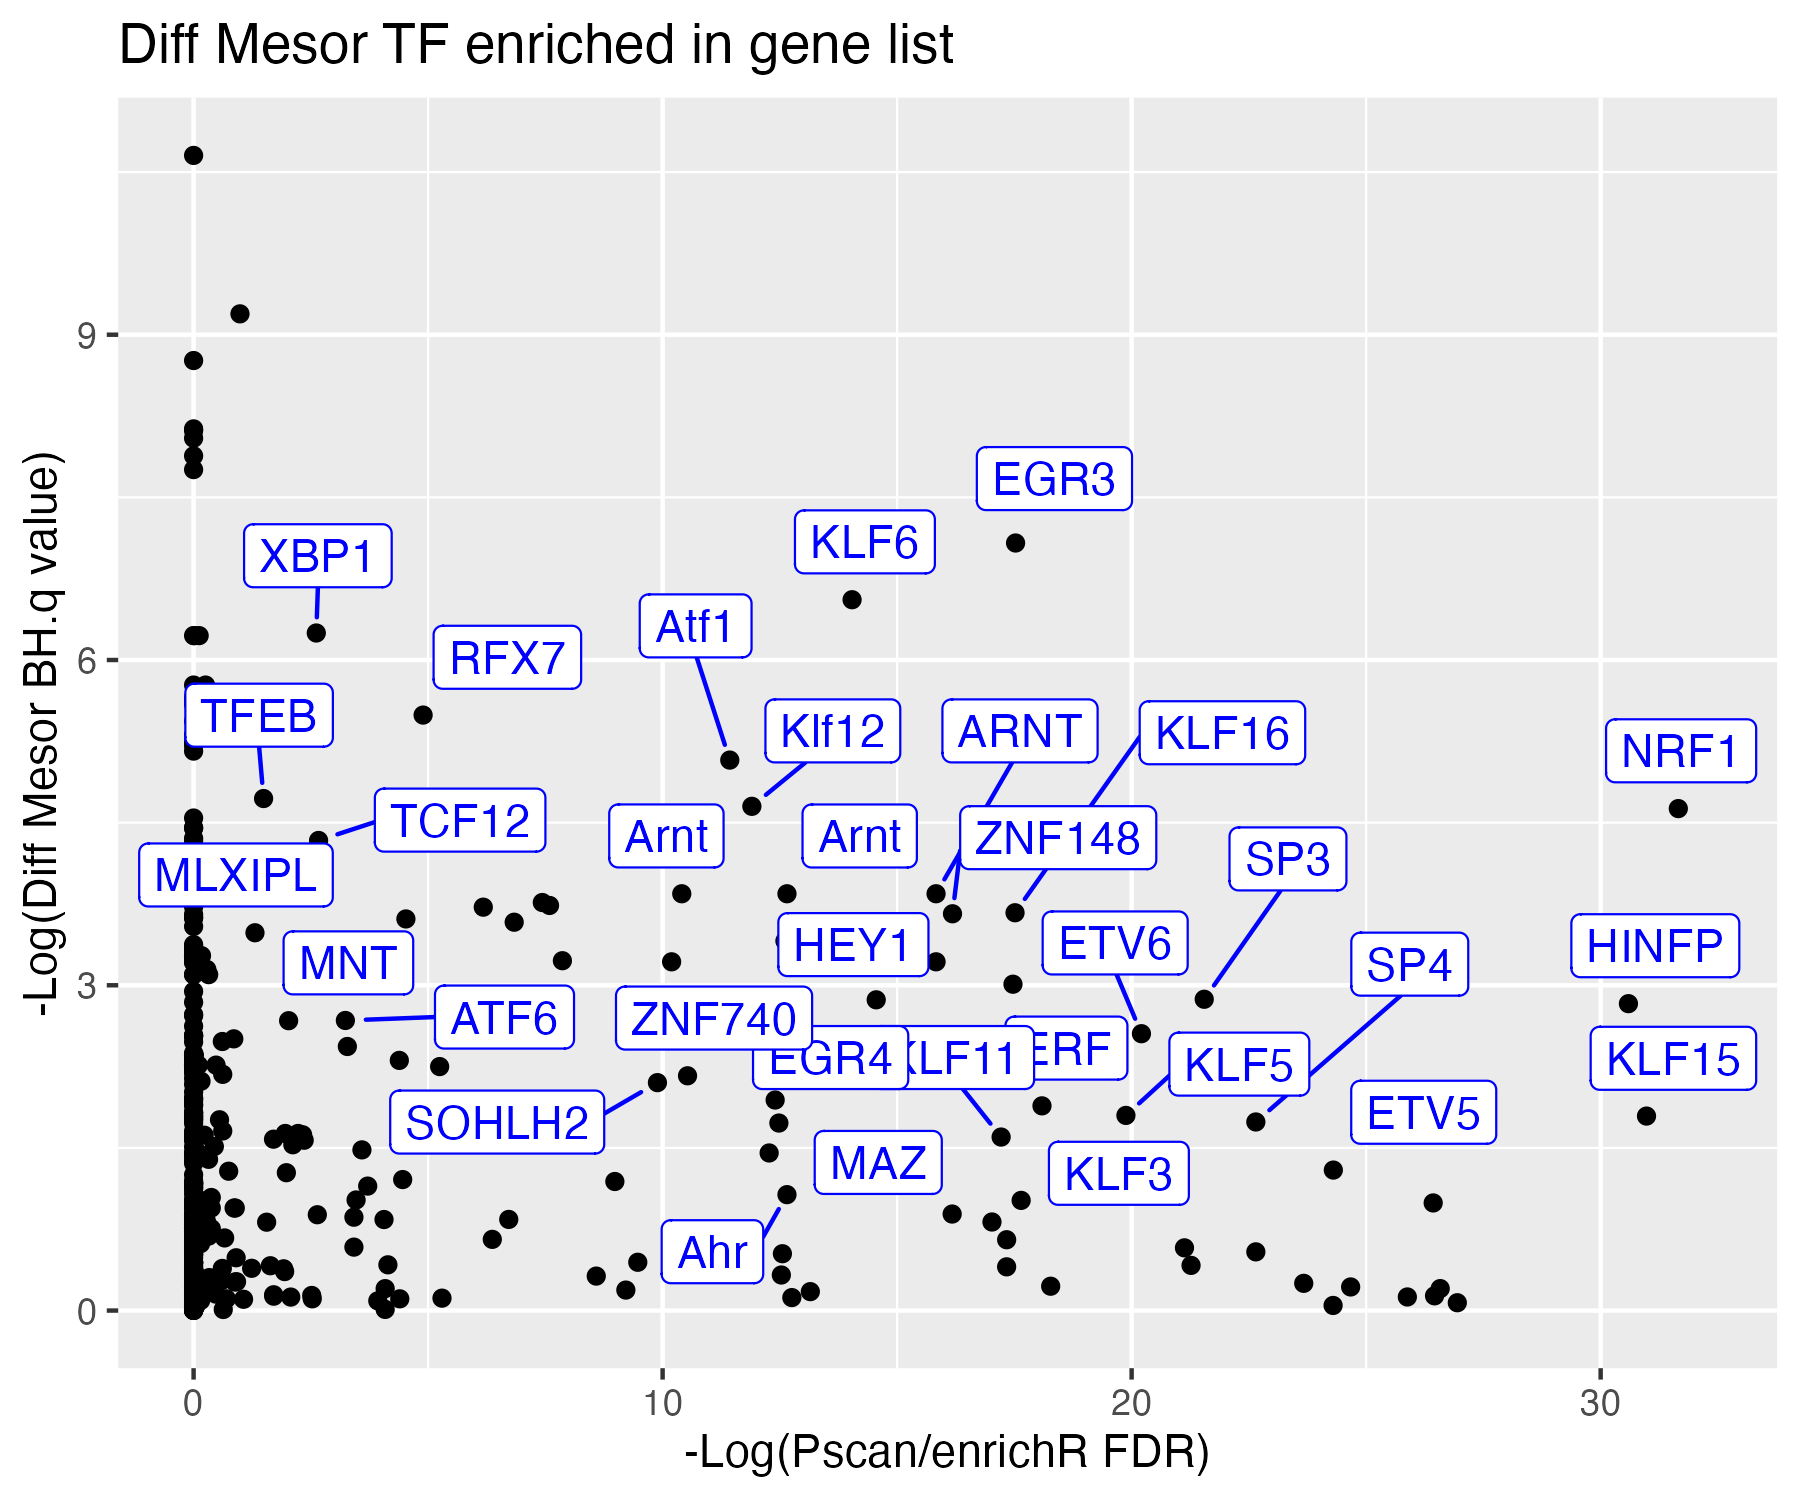 Diff Mesor TF enriched in gene list
-Log(Diff Mesor BH.q value)
9
6
3
0
EGR3
KLF6
XBP1
Atf1
RFX7
TFEB
Klf12
ARNT
KLF16
NRF1
TCF12
Arnt
Arnt
ZNF148
SP3
MLXIPL
HEY1
ETV6
HINFP
MNT
SP4
ATF6
ZNF740
EGR4
KLF11
ERF
KLF5
KLF15
SOHLH2
ETV5
MAZ
KLF3
Ahr
0
10
20
30
-Log(Pscan/enrichR FDR)